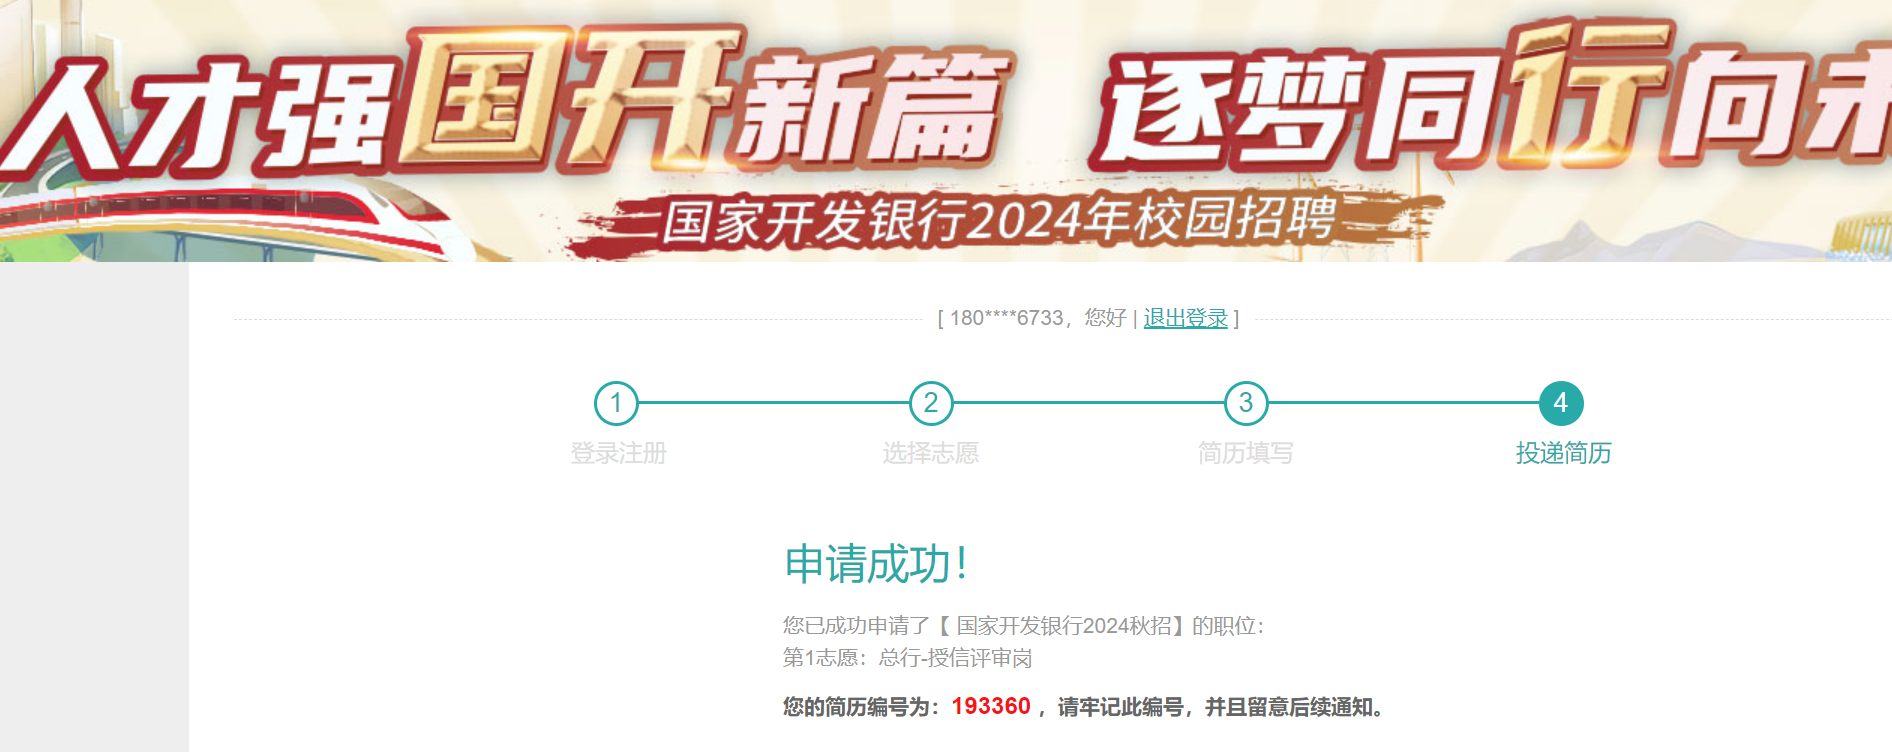 人才强国开新篇 逐梦同行向未
国家开发银行2024年校园招聘
[ 180****6733，您好 | 退出登录 ]
1 2 3 4
登录注册 选择志愿 简历填写 投递简历
申请成功！
您已成功申请了【 国家开发银行2024秋招】的职位：
第1志愿：总行-授信评审岗
您的简历编号为：193360 ，请牢记此编号，并且留意后续通知。